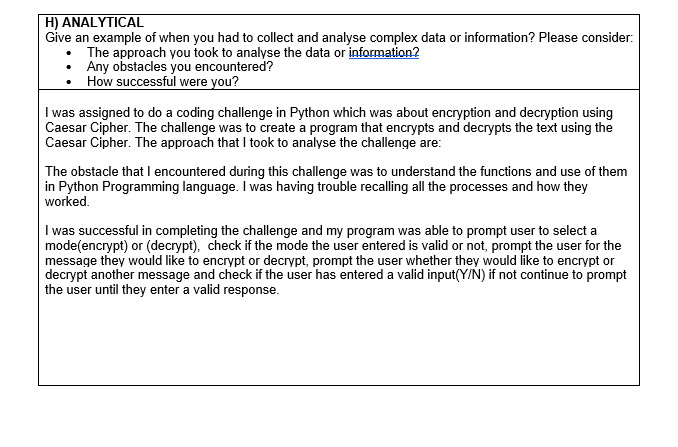 H) ANALYTICAL
Give an example of when you had to collect and analyse complex data or information? Please consider:
• The approach you took to analyse the data or information?
• Any obstacles you encountered?
• How successful were you?
I was assigned to do a coding challenge in Python which was about encryption and decryption using
Caesar Cipher. The challenge was to create a program that encrypts and decrypts the text using the
Caesar Cipher. The approach that I took to analyse the challenge are:
The obstacle that I encountered during this challenge was to understand the functions and use of them
in Python Programming language. I was having trouble recalling all the processes and how they
worked.
I was successful in completing the challenge and my program was able to prompt user to select a
mode(encrypt) or (decrypt),  check if the mode the user entered is valid or not, prompt the user for the
message they would like to encrypt or decrypt, prompt the user whether they would like to encrypt or
decrypt another message and check if the user has entered a valid input(Y/N) if not continue to prompt
the user until they enter a valid response.